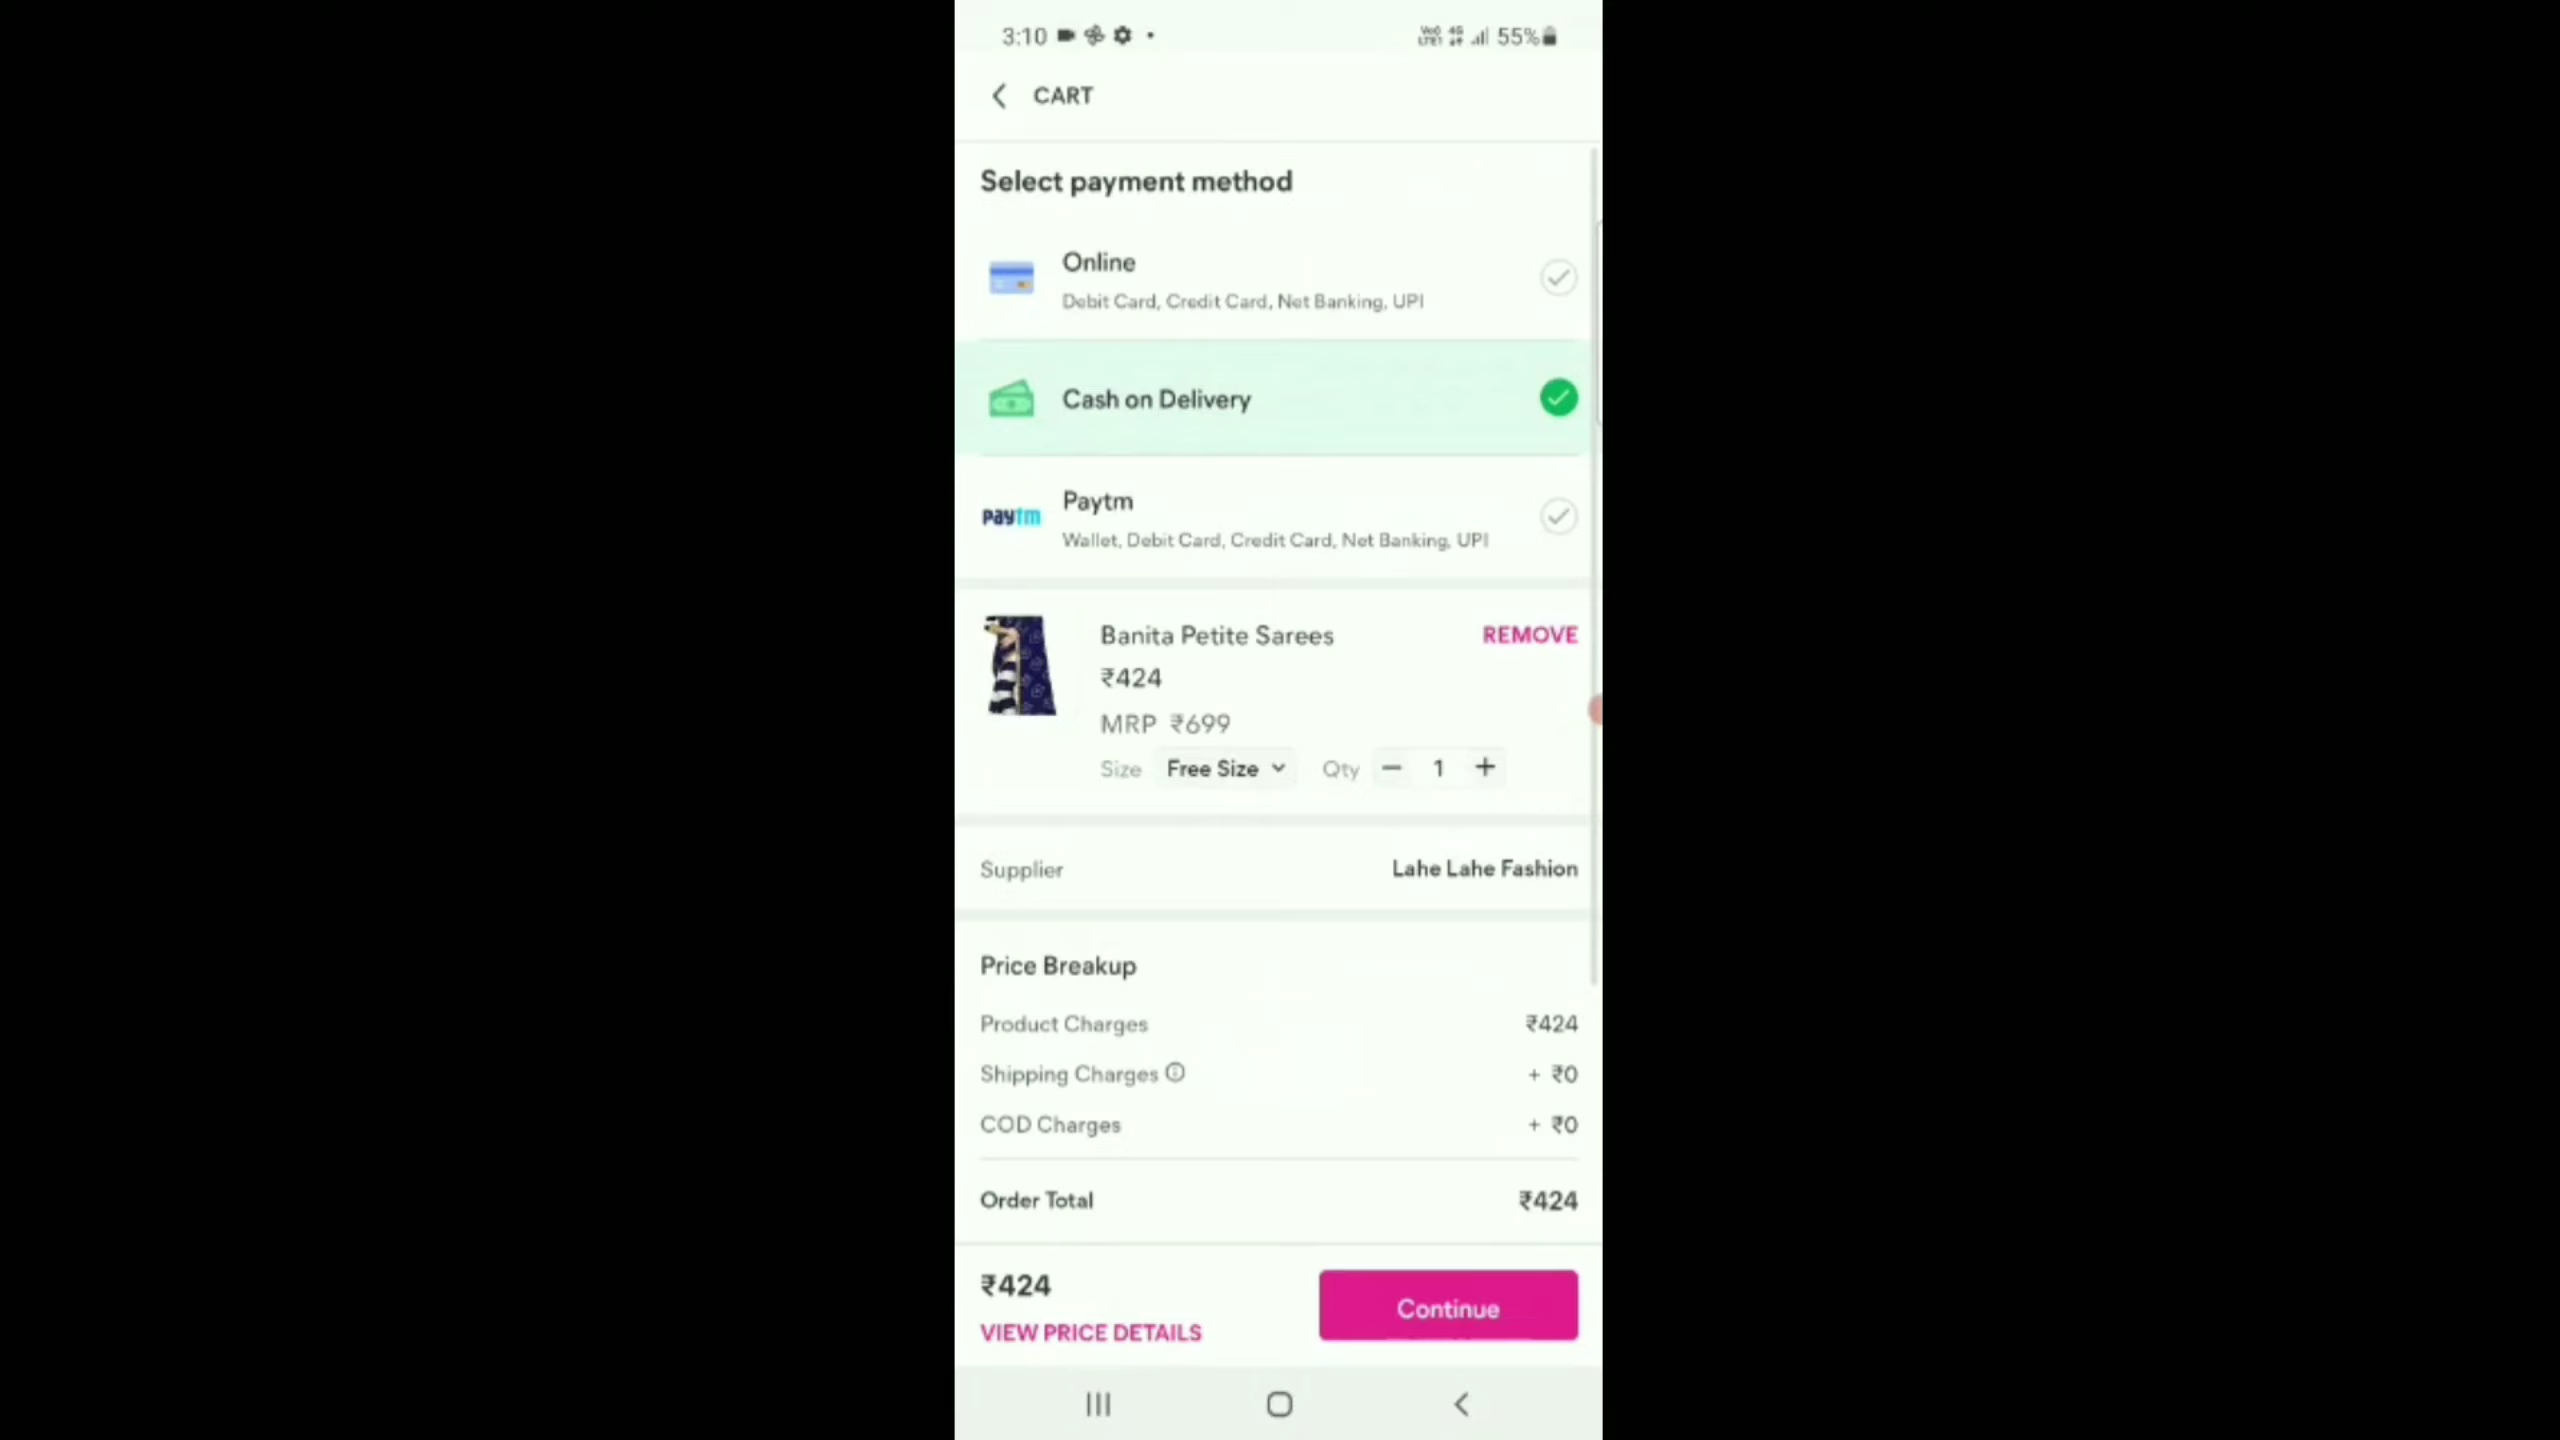 3:10
55%
CART
Select payment method
Online
Debit Card, Credit Card, Net Banking, UPI
Cash on Delivery
paytm
Paytm
Wallet, Debit Card, Credit Card, Net Banking, UPI
Banita Petite Sarees REMOVE
₹424
MRP ₹699
Size Free Size Qty − 1 +
Supplier Lahe Lahe Fashion
Price Breakup
Product Charges ₹424
Shipping Charges + ₹0
COD Charges + ₹0
Order Total ₹424
₹424
Continue
VIEW PRICE DETAILS